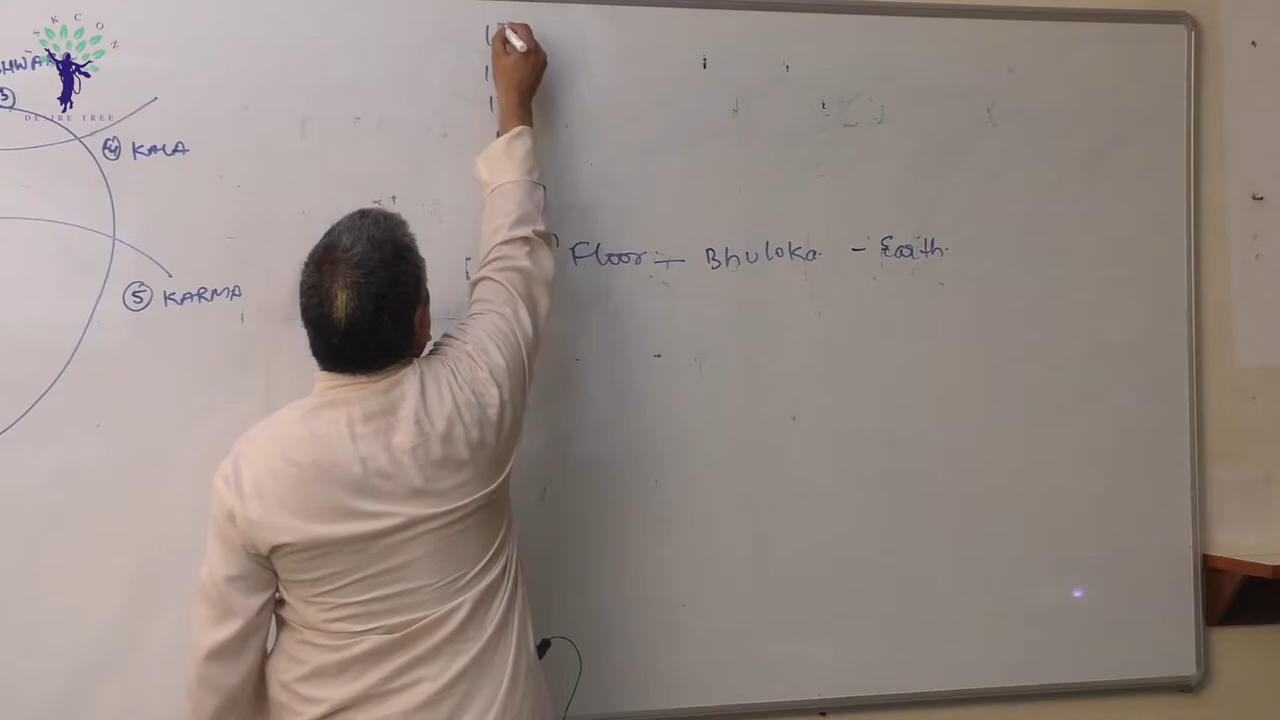 ISKCON
DESIRE TREE
④ KALA
⑤ KARMA
Floor – Bhuloka – Earth